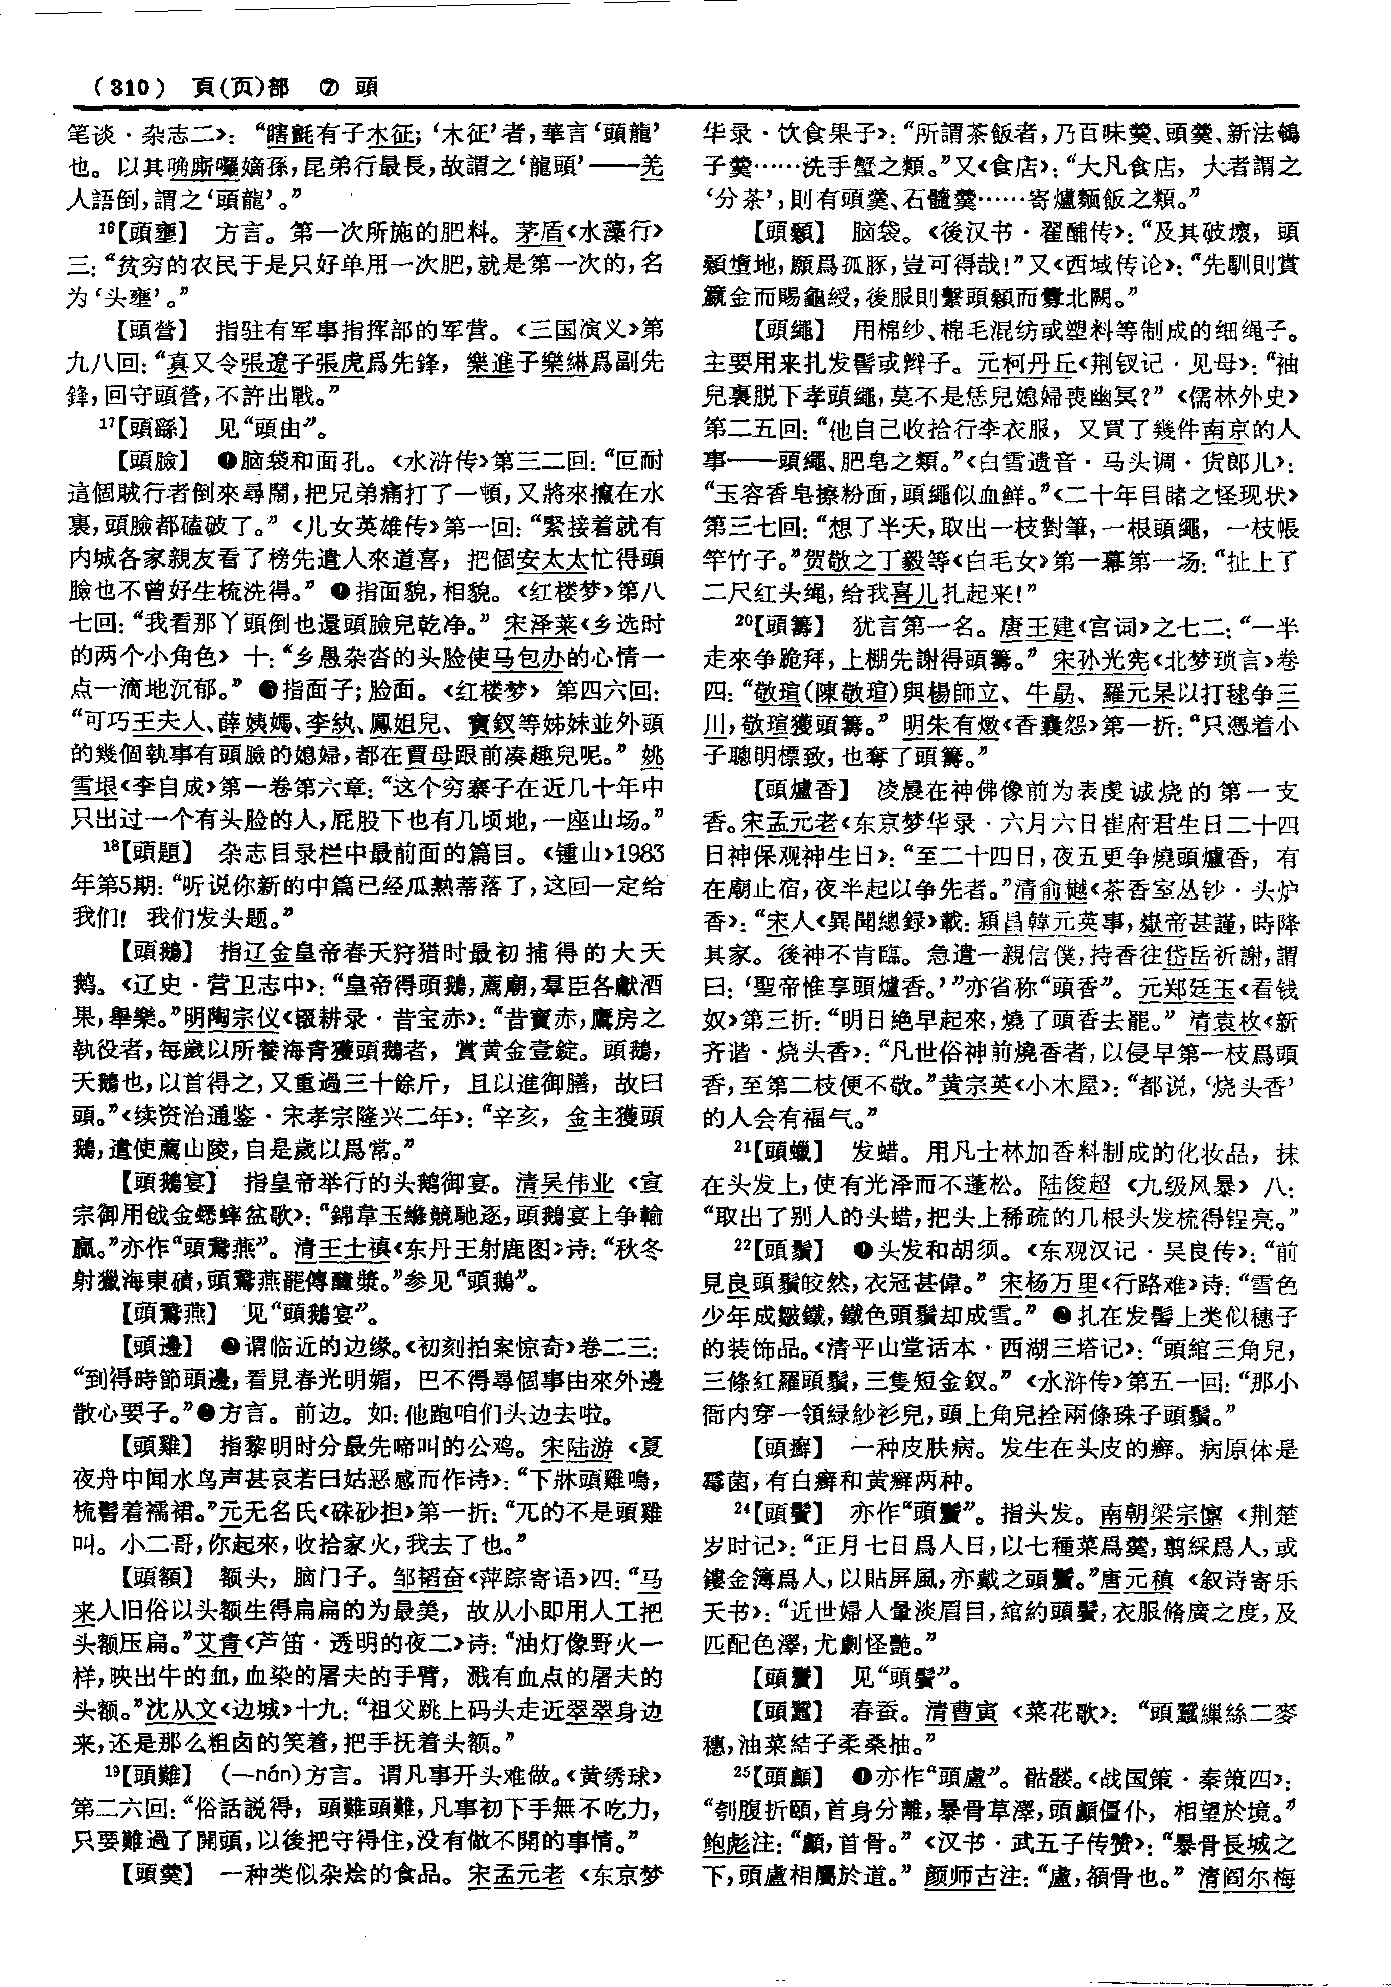 (310) 頁(页)部 ⑦ 頭
笔谈·杂志二》：“瞎氈有子木征；‘木征’者，華言‘頭龍’
也。以其唃廝囉嫡孫，昆弟行最長，故謂之‘龍頭’——羌
人語倒，謂之‘頭龍’。”
¹⁶【頭壅】 方言。第一次所施的肥料。茅盾《水藻行》
三：“贫穷的农民于是只好单用一次肥，就是第一次的，名
为‘头壅’。”
【頭營】 指驻有军事指挥部的军营。《三国演义》第
九八回：“真又令張遼子張虎爲先鋒，樂進子樂綝爲副先
鋒，回守頭營，不許出戰。”
¹⁷【頭繇】 见“頭由”。
【頭臉】 ❶脑袋和面孔。《水浒传》第三二回：“叵耐
這個賊行者倒來尋鬧，把兄弟痛打了一頓，又將來攛在水
裏，頭臉都磕破了。”《儿女英雄传》第一回：“緊接着就有
内城各家親友看了榜先遣人來道喜，把個安太太忙得頭
臉也不曾好生梳洗得。” ❷指面貌，相貌。《红楼梦》第八
七回：“我看那丫頭倒也還頭臉兒乾净。” 宋泽莱《乡选时
的两个小角色》十：“乡愚杂沓的头脸使马包办的心情一
点一滴地沉郁。” ❸指面子；脸面。《红楼梦》第四六回：
“可巧王夫人、薛姨媽、李紈、鳳姐兒、寶釵等姊妹並外頭
的幾個執事有頭臉的媳婦，都在賈母跟前凑趣兒呢。” 姚
雪垠《李自成》第一卷第六章：“这个穷寨子在近几十年中
只出过一个有头脸的人，屁股下也有几顷地，一座山场。”
¹⁸【頭題】 杂志目录栏中最前面的篇目。《锺山》1983
年第5期：“听说你新的中篇已经瓜熟蒂落了，这回一定给
我们！ 我们发头题。”
【頭鵝】 指辽金皇帝春天狩猎时最初捕得的大天
鹅。《辽史·营卫志中》：“皇帝得頭鵝，薦廟，羣臣各獻酒
果，舉樂。”明陶宗仪《辍耕录·昔宝赤》：“昔寶赤，鷹房之
執役者，每歲以所養海青獲頭鵝者，賞黄金壹錠。頭鵝，
天鵝也，以首得之，又重過三十餘斤，且以進御膳，故曰
頭。”《续资治通鉴·宋孝宗隆兴二年》：“辛亥，金主獲頭
鵝，遣使薦山陵，自是歲以爲常。”
【頭鵝宴】 指皇帝举行的头鹅御宴。清吴伟业《宣
宗御用戗金蟋蟀盆歌》：“錦韋玉縧競馳逐，頭鵝宴上争輸
贏。”亦作“頭鵞燕”。清王士禛《东丹王射鹿图》诗：“秋冬
射獵海東磧，頭鵞燕罷傳醽漿。”参见“頭鵝”。
【頭鵞燕】 见“頭鵝宴”。
【頭邊】 ❶谓临近的边缘。《初刻拍案惊奇》卷二三：
“到得時節頭邊，看見春光明媚，巴不得尋個事由來外邊
散心耍子。”❷方言。前边。如：他跑咱们头边去啦。
【頭雞】 指黎明时分最先啼叫的公鸡。宋陆游《夏
夜舟中闻水鸟声甚哀若曰姑恶感而作诗》：“下牀頭雞鳴，
梳髻着襦裙。”元无名氏《硃砂担》第一折：“兀的不是頭雞
叫。小二哥，你起來，收拾家火，我去了也。”
【頭額】 额头，脑门子。邹韬奋《萍踪寄语》四：“马
来人旧俗以头额生得扁扁的为最美，故从小即用人工把
头额压扁。”艾青《芦笛·透明的夜二》诗：“油灯像野火一
样，映出牛的血，血染的屠夫的手臂，溅有血点的屠夫的
头额。”沈从文《边城》十九：“祖父跳上码头走近翠翠身边
来，还是那么粗卤的笑着，把手抚着头额。”
¹⁹【頭難】 (—nán)方言。谓凡事开头难做。《黄绣球》
第二六回：“俗話説得，頭難頭難，凡事初下手無不吃力，
只要難過了開頭，以後把守得住，没有做不開的事情。”
【頭羹】 一种类似杂烩的食品。宋孟元老《东京梦
华录·饮食果子》：“所謂茶飯者，乃百味羹、頭羹、新法鵪
子羹……洗手蟹之類。”又《食店》：“大凡食店，大者謂之
‘分茶’，則有頭羹、石髓羹……寄爐麵飯之類。”
【頭顙】 脑袋。《後汉书·翟酺传》：“及其破壞，頭
顙墮地，願爲孤豚，豈可得哉！”又《西域传论》：“先馴則賞
籝金而賜龜綬，後服則繫頭顙而釁北闕。”
【頭繩】 用棉纱、棉毛混纺或塑料等制成的细绳子。
主要用来扎发髻或辫子。元柯丹丘《荆钗记·见母》：“袖
兒裏脱下孝頭繩，莫不是恁兒媳婦喪幽冥？”《儒林外史》
第二五回：“他自己收拾行李衣服，又買了幾件南京的人
事——頭繩、肥皂之類。”《白雪遗音·马头调·货郎儿》：
“玉容香皂擦粉面，頭繩似血鮮。”《二十年目睹之怪现状》
第三七回：“想了半天，取出一枝對筆，一根頭繩，一枝帳
竿竹子。”贺敬之丁毅等《白毛女》第一幕第一场：“扯上了
二尺红头绳，给我喜儿扎起来！”
²⁰【頭籌】 犹言第一名。唐王建《宫词》之七二：“一半
走來争跪拜，上棚先謝得頭籌。” 宋孙光宪《北梦琐言》卷
四：“敬瑄(陳敬瑄)與楊師立、牛勗、羅元杲以打毬争三
川，敬瑄獲頭籌。” 明朱有燉《香囊怨》第一折：“只憑着小
子聰明標致，也奪了頭籌。”
【頭爐香】 凌晨在神佛像前为表虔诚烧的第一支
香。宋孟元老《东京梦华录·六月六日崔府君生日二十四
日神保观神生日》：“至二十四日，夜五更争燒頭爐香，有
在廟止宿，夜半起以争先者。”清俞樾《茶香室丛钞·头炉
香》：“宋人《異聞總録》載：潁昌韓元英事，嶽帝甚謹，時降
其家。後神不肯臨。急遣一親信僕，持香往岱岳祈謝，謂
曰：‘聖帝惟享頭爐香。’”亦省称“頭香”。元郑廷玉《看钱
奴》第三折：“明日絶早起來，燒了頭香去罷。” 清袁枚《新
齐谐·烧头香》：“凡世俗神前燒香者，以侵早第一枝爲頭
香，至第二枝便不敬。”黄宗英《小木屋》：“都说，‘烧头香’
的人会有福气。”
²¹【頭蠟】 发蜡。用凡士林加香料制成的化妆品，抹
在头发上，使有光泽而不蓬松。陆俊超《九级风暴》八：
“取出了别人的头蜡，把头上稀疏的几根头发梳得锃亮。”
²²【頭鬚】 ❶头发和胡须。《东观汉记·吴良传》：“前
見良頭鬚皎然，衣冠甚偉。” 宋杨万里《行路难》诗：“雪色
少年成皺鐵，鐵色頭鬚却成雪。” ❷扎在发髻上类似穗子
的装饰品。《清平山堂话本·西湖三塔记》：“頭綰三角兒，
三條紅羅頭鬚，三隻短金釵。”《水浒传》第五一回：“那小
衙内穿一領緑紗衫兒，頭上角兒拴兩條珠子頭鬚。”
【頭癬】 一种皮肤病。发生在头皮的癣。病原体是
霉菌，有白癣和黄癣两种。
²⁴【頭鬢】 亦作“頭鬂”。指头发。南朝梁宗懔《荆楚
岁时记》：“正月七日爲人日，以七種菜爲羹，翦綵爲人，或
鏤金簿爲人，以貼屏風，亦戴之頭鬢。”唐元稹《叙诗寄乐
天书》：“近世婦人暈淡眉目，綰約頭鬢，衣服脩廣之度，及
匹配色澤，尤劇怪艷。”
【頭鬂】 见“頭鬢”。
【頭蠶】 春蚕。清曹寅《菜花歌》：“頭蠶繅絲二麥
穗，油菜結子柔桑抽。”
²⁵【頭顱】 ❶亦作“頭盧”。骷髅。《战国策·秦策四》：
“刳腹折頤，首身分離，暴骨草澤，頭顱僵仆，相望於境。”
鲍彪注：“顱，首骨。”《汉书·武五子传赞》：“暴骨長城之
下，頭盧相屬於道。” 颜师古注：“盧，頟骨也。” 清阎尔梅